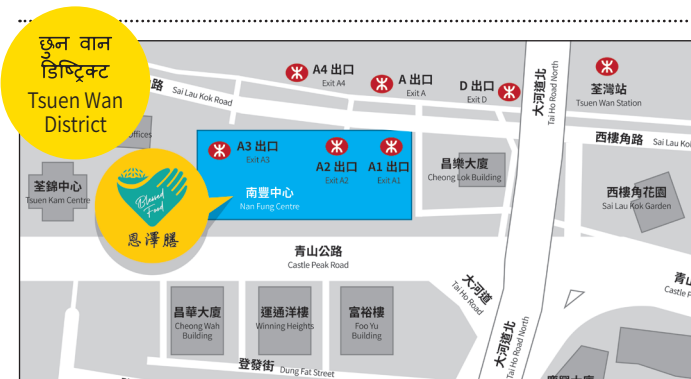 छुन वान
डिष्ट्रिक्ट
Tsuen Wan
District
路 Sai Lau Kok Road
A4 出口
Exit A4
A 出口
Exit A
D 出口
Exit D
大河道北
Tai Ho Road North
荃灣站
Tsuen Wan Station
西樓角路 Sai Lau Ko
offices
A3 出口
Exit A3
A2 出口
Exit A2
A1 出口
Exit A1
昌樂大廈
Cheong Lok Building
荃錦中心
Tsuen Kam Centre
南豐中心
Nan Fung Centre
西樓角花園
Sai Lau Kok Garden
Blessed
Food
恩澤膳
青山公路
Castle Peak Road
大河道
Tai Ho Road
青山
Castle P
昌華大廈
Cheong Wah
Building
運通洋樓
Winning Heights
富裕樓
Foo Yu
Building
大河道北
Tai Ho Road North
登發街 Dung Fat Street